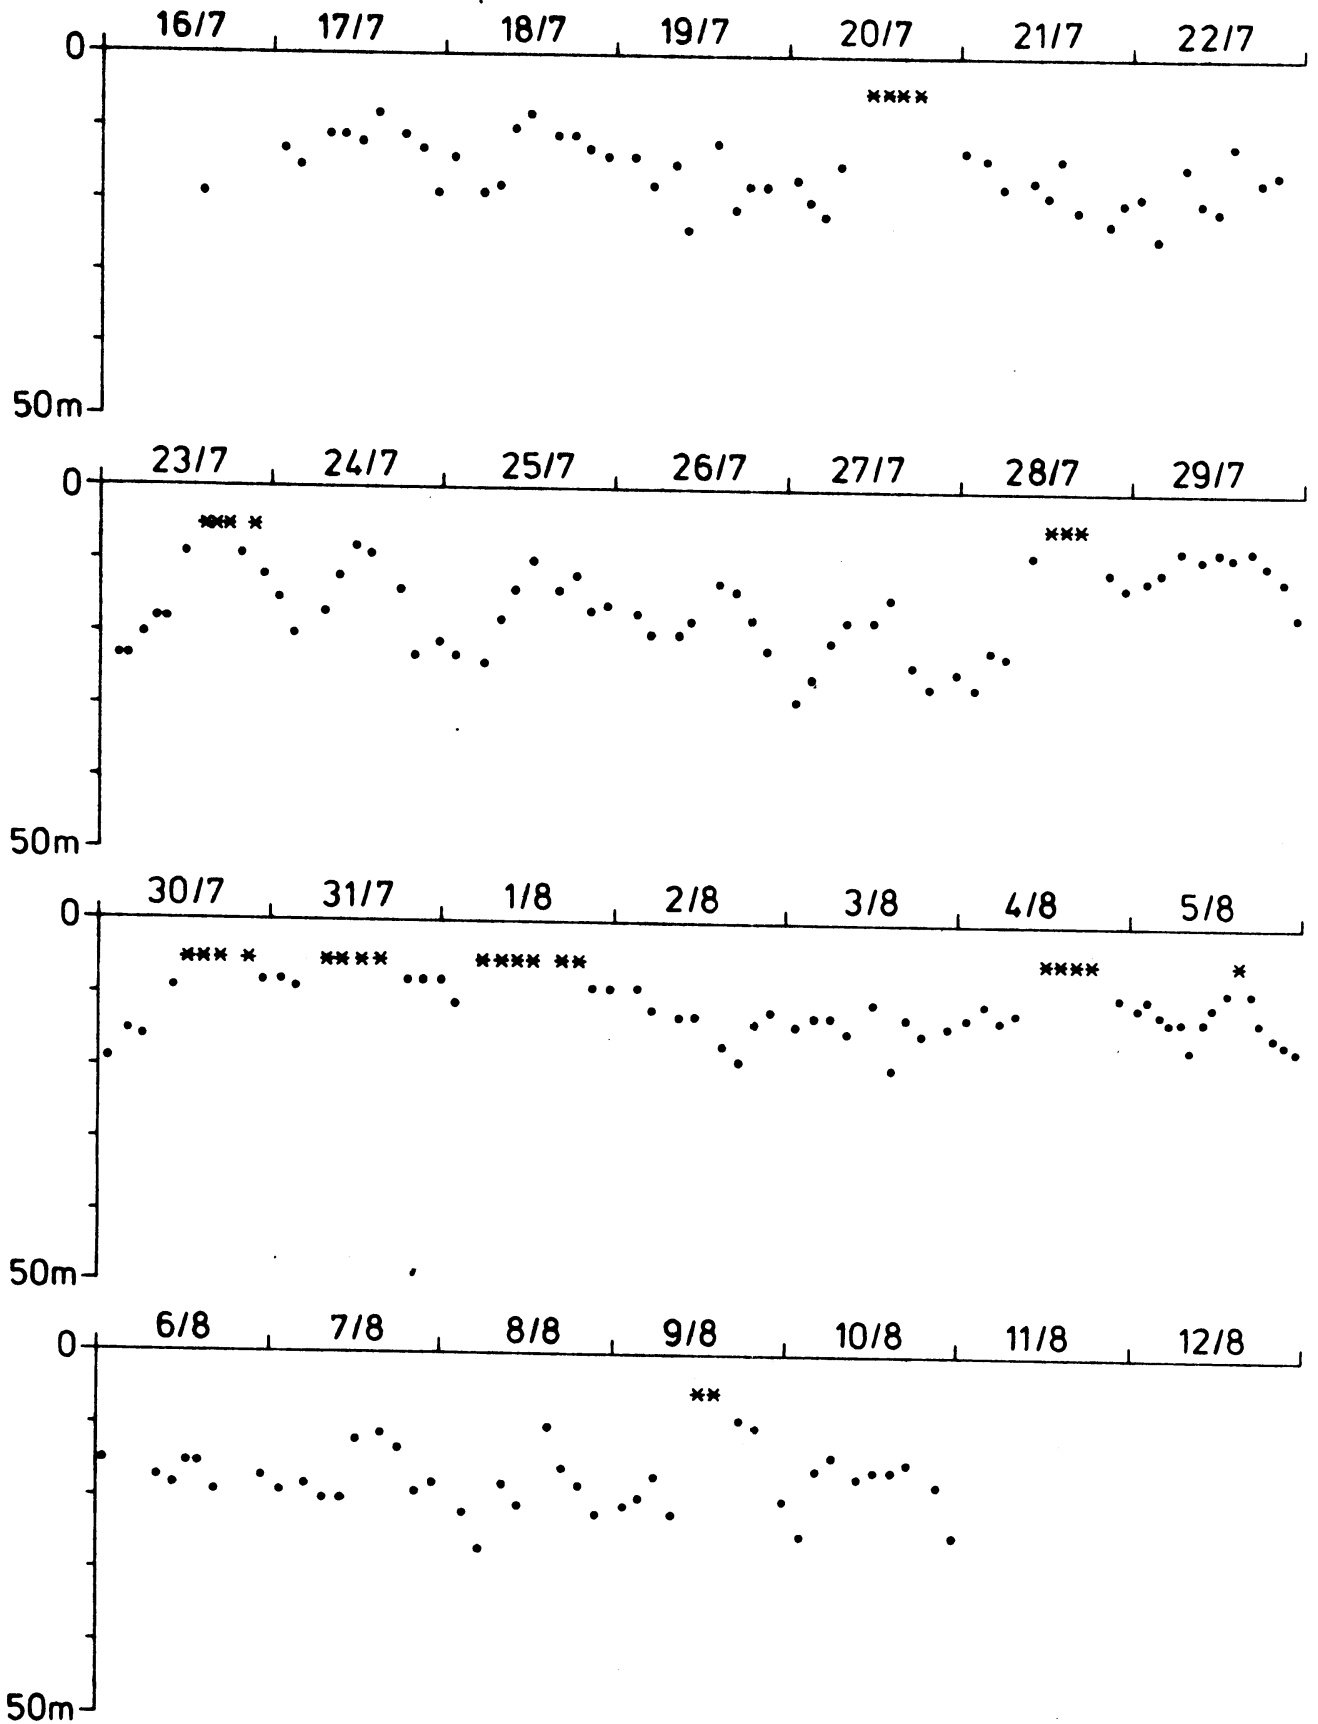 16/7 17/7 18/7 19/7 20/7 21/7 22/7
0
****
50m
23/7 24/7 25/7 26/7 27/7 28/7 29/7
0
**** ***
50m
30/7 31/7 1/8 2/8 3/8 4/8 5/8
0
*** * **** **** ** **** *
50m
6/8 7/8 8/8 9/8 10/8 11/8 12/8
0
**
50m